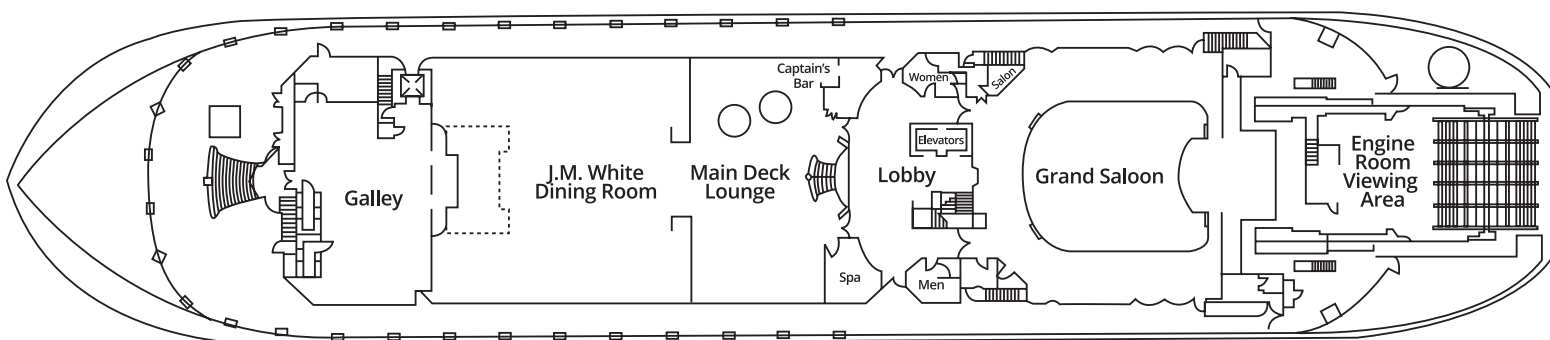 Galley
J.M. White
Dining Room
Main Deck
Lounge
Captain's
Bar
Spa
Lobby
Women
Salon
Elevators
Men
Grand Saloon
Engine
Room
Viewing
Area